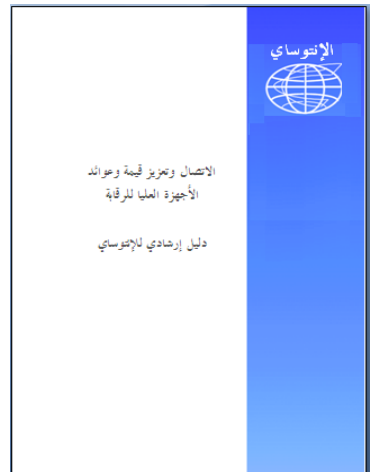 الإنتوساي
الاتصال وتعزيز قيمة وعوائد
الأجهزة العليا للرقابة
دليل إرشادي للإنتوساي